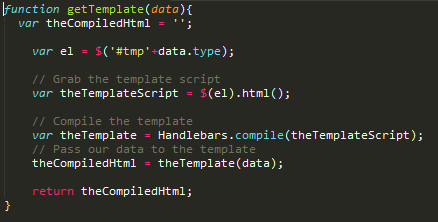 function getTemplate(data){
  var theCompiledHtml = '';

    var el = $('#tmp'+data.type);

    // Grab the template script
    var theTemplateScript = $(el).html();

    // Compile the template
    var theTemplate = Handlebars.compile(theTemplateScript);
    // Pass our data to the template
    theCompiledHtml = theTemplate(data);

    return theCompiledHtml;
}